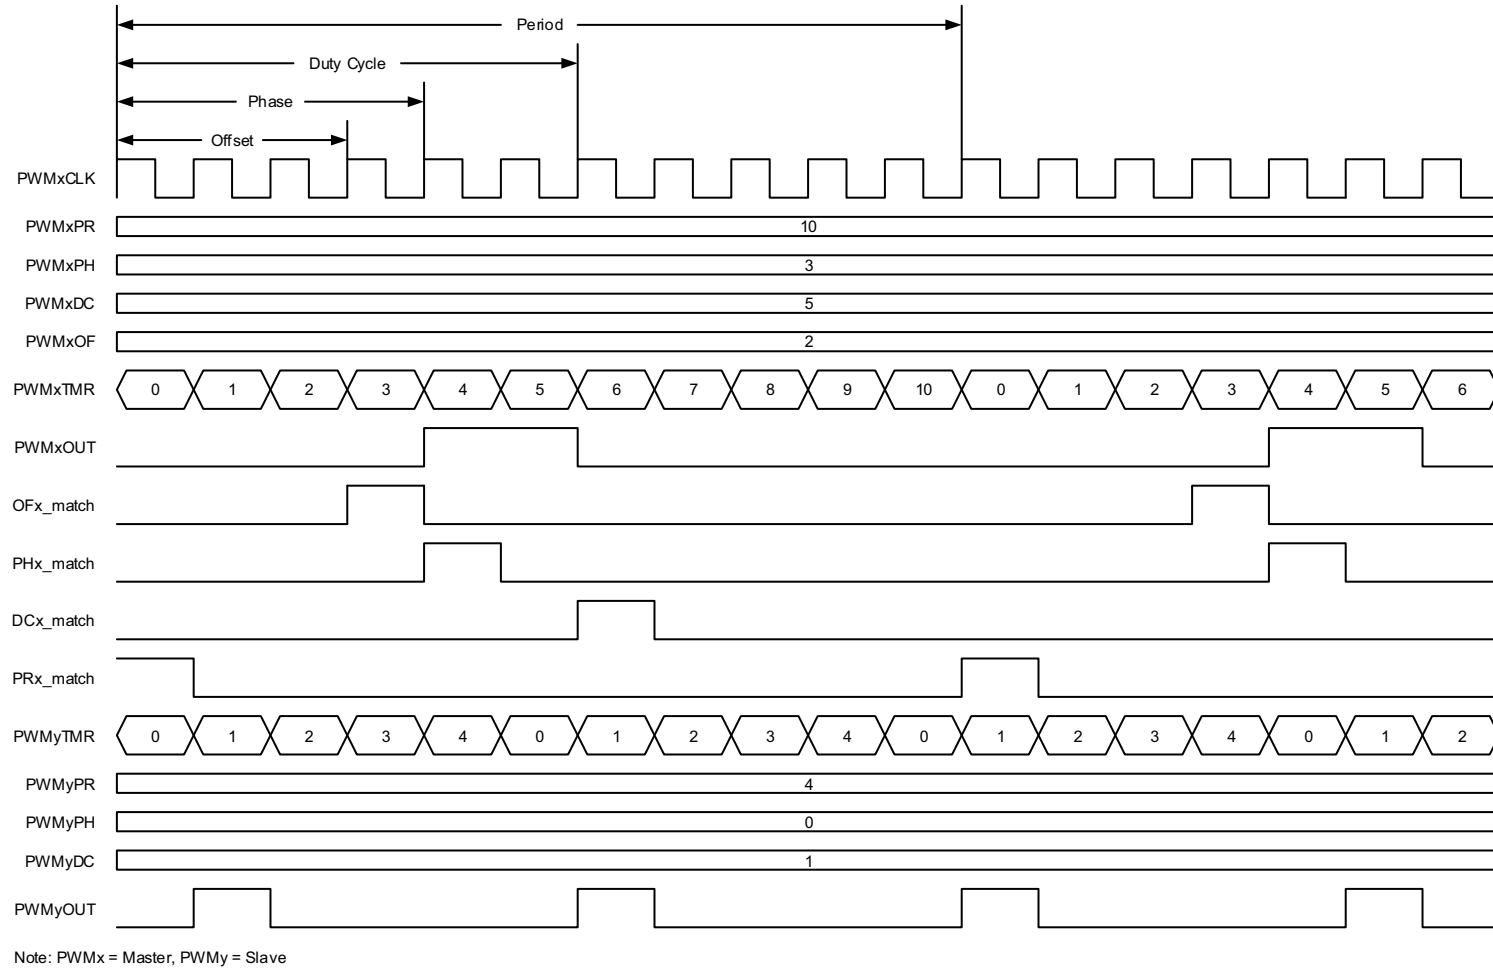 Period
Duty Cycle
Phase
Offset
PWMxCLK
PWMxPR 10
PWMxPH 3
PWMxDC 5
PWMxOF 2
PWMxTMR 0 1 2 3 4 5 6 7 8 9 10 0 1 2 3 4 5 6
PWMxOUT
OFx_match
PHx_match
DCx_match
PRx_match
PWMyTMR 0 1 2 3 4 0 1 2 3 4 0 1 2 3 4 0 1 2
PWMyPR 4
PWMyPH 0
PWMyDC 1
PWMyOUT
Note: PWMx = Master, PWMy = Slave